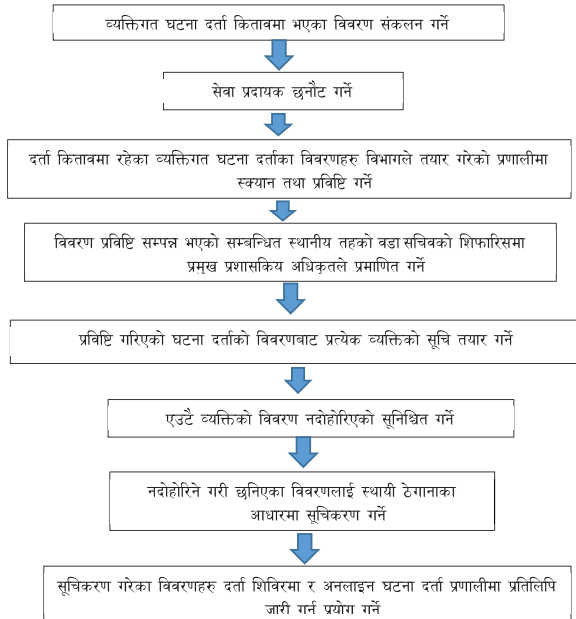 व्यक्तिगत घटना दर्ता कितावमा भएका विवरण संकलन गर्ने
सेवा प्रदायक छनौट गर्ने
दर्ता कितावमा रहेका व्यक्तिगत घटना दर्ताका विवरणहरु विभागले तयार गरेको प्रणालीमा
स्क्यान तथा प्रविष्टि गर्ने
विवरण प्रविष्टि सम्पन्न भएको सम्बन्धित स्थानीय तहको वडा सचिवको शिफारिसमा
प्रमुख प्रशासकिय अधिकृतले प्रमाणित गर्ने
प्रविष्टि गरिएको घटना दर्ताको विवरणबाट प्रत्येक व्यक्तिको सूचि तयार गर्ने
एउटै व्यक्तिको विवरण नदोहोरिएको सूनिश्चित गर्ने
नदोहोरिने गरी छनिएका विवरणलाई स्थायी ठेगानाका
आधारमा सूचिकरण गर्ने
सूचिकरण गरेका विवरणहरु दर्ता शिविरमा र अनलाइन घटना दर्ता प्रणालीमा प्रतिलिपि
जारी गर्न प्रयोग गर्ने